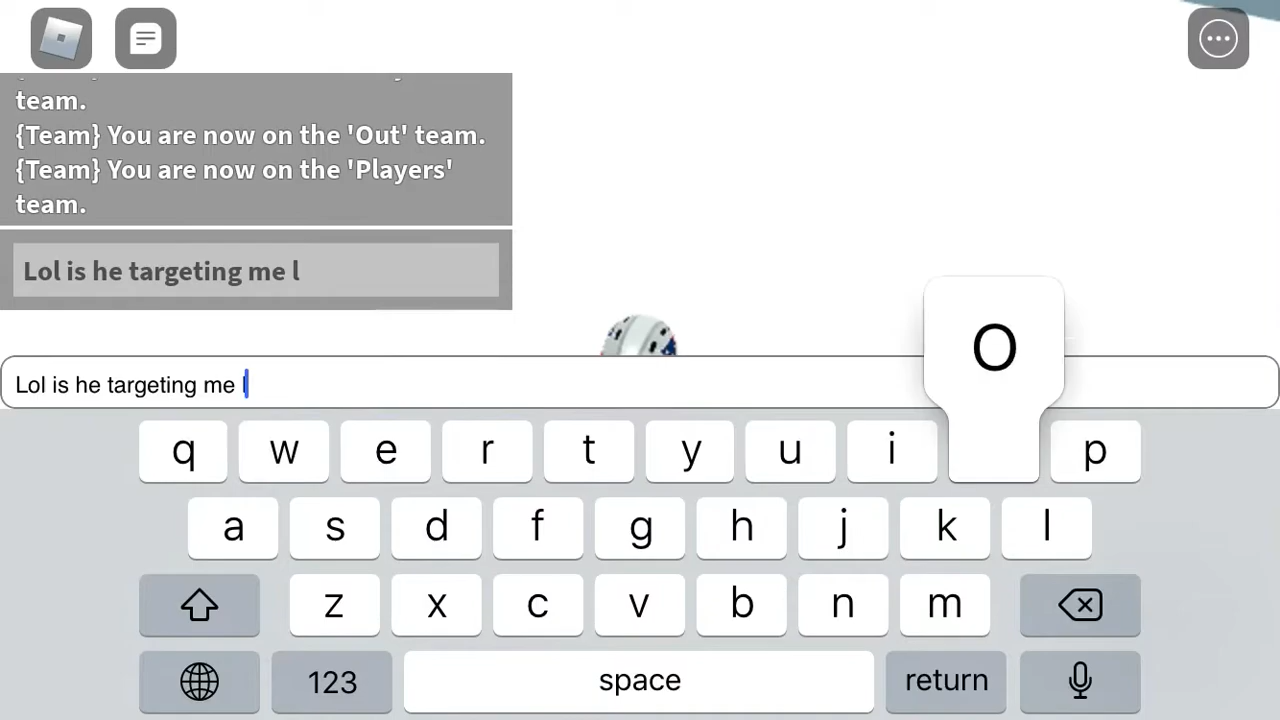 team.
{Team} You are now on the 'Out' team.
{Team} You are now on the 'Players'
team.
Lol is he targeting me l
Lol is he targeting me l
O
q w e r t y u i p
a s d f g h j k l
z x c v b n m
123 space return